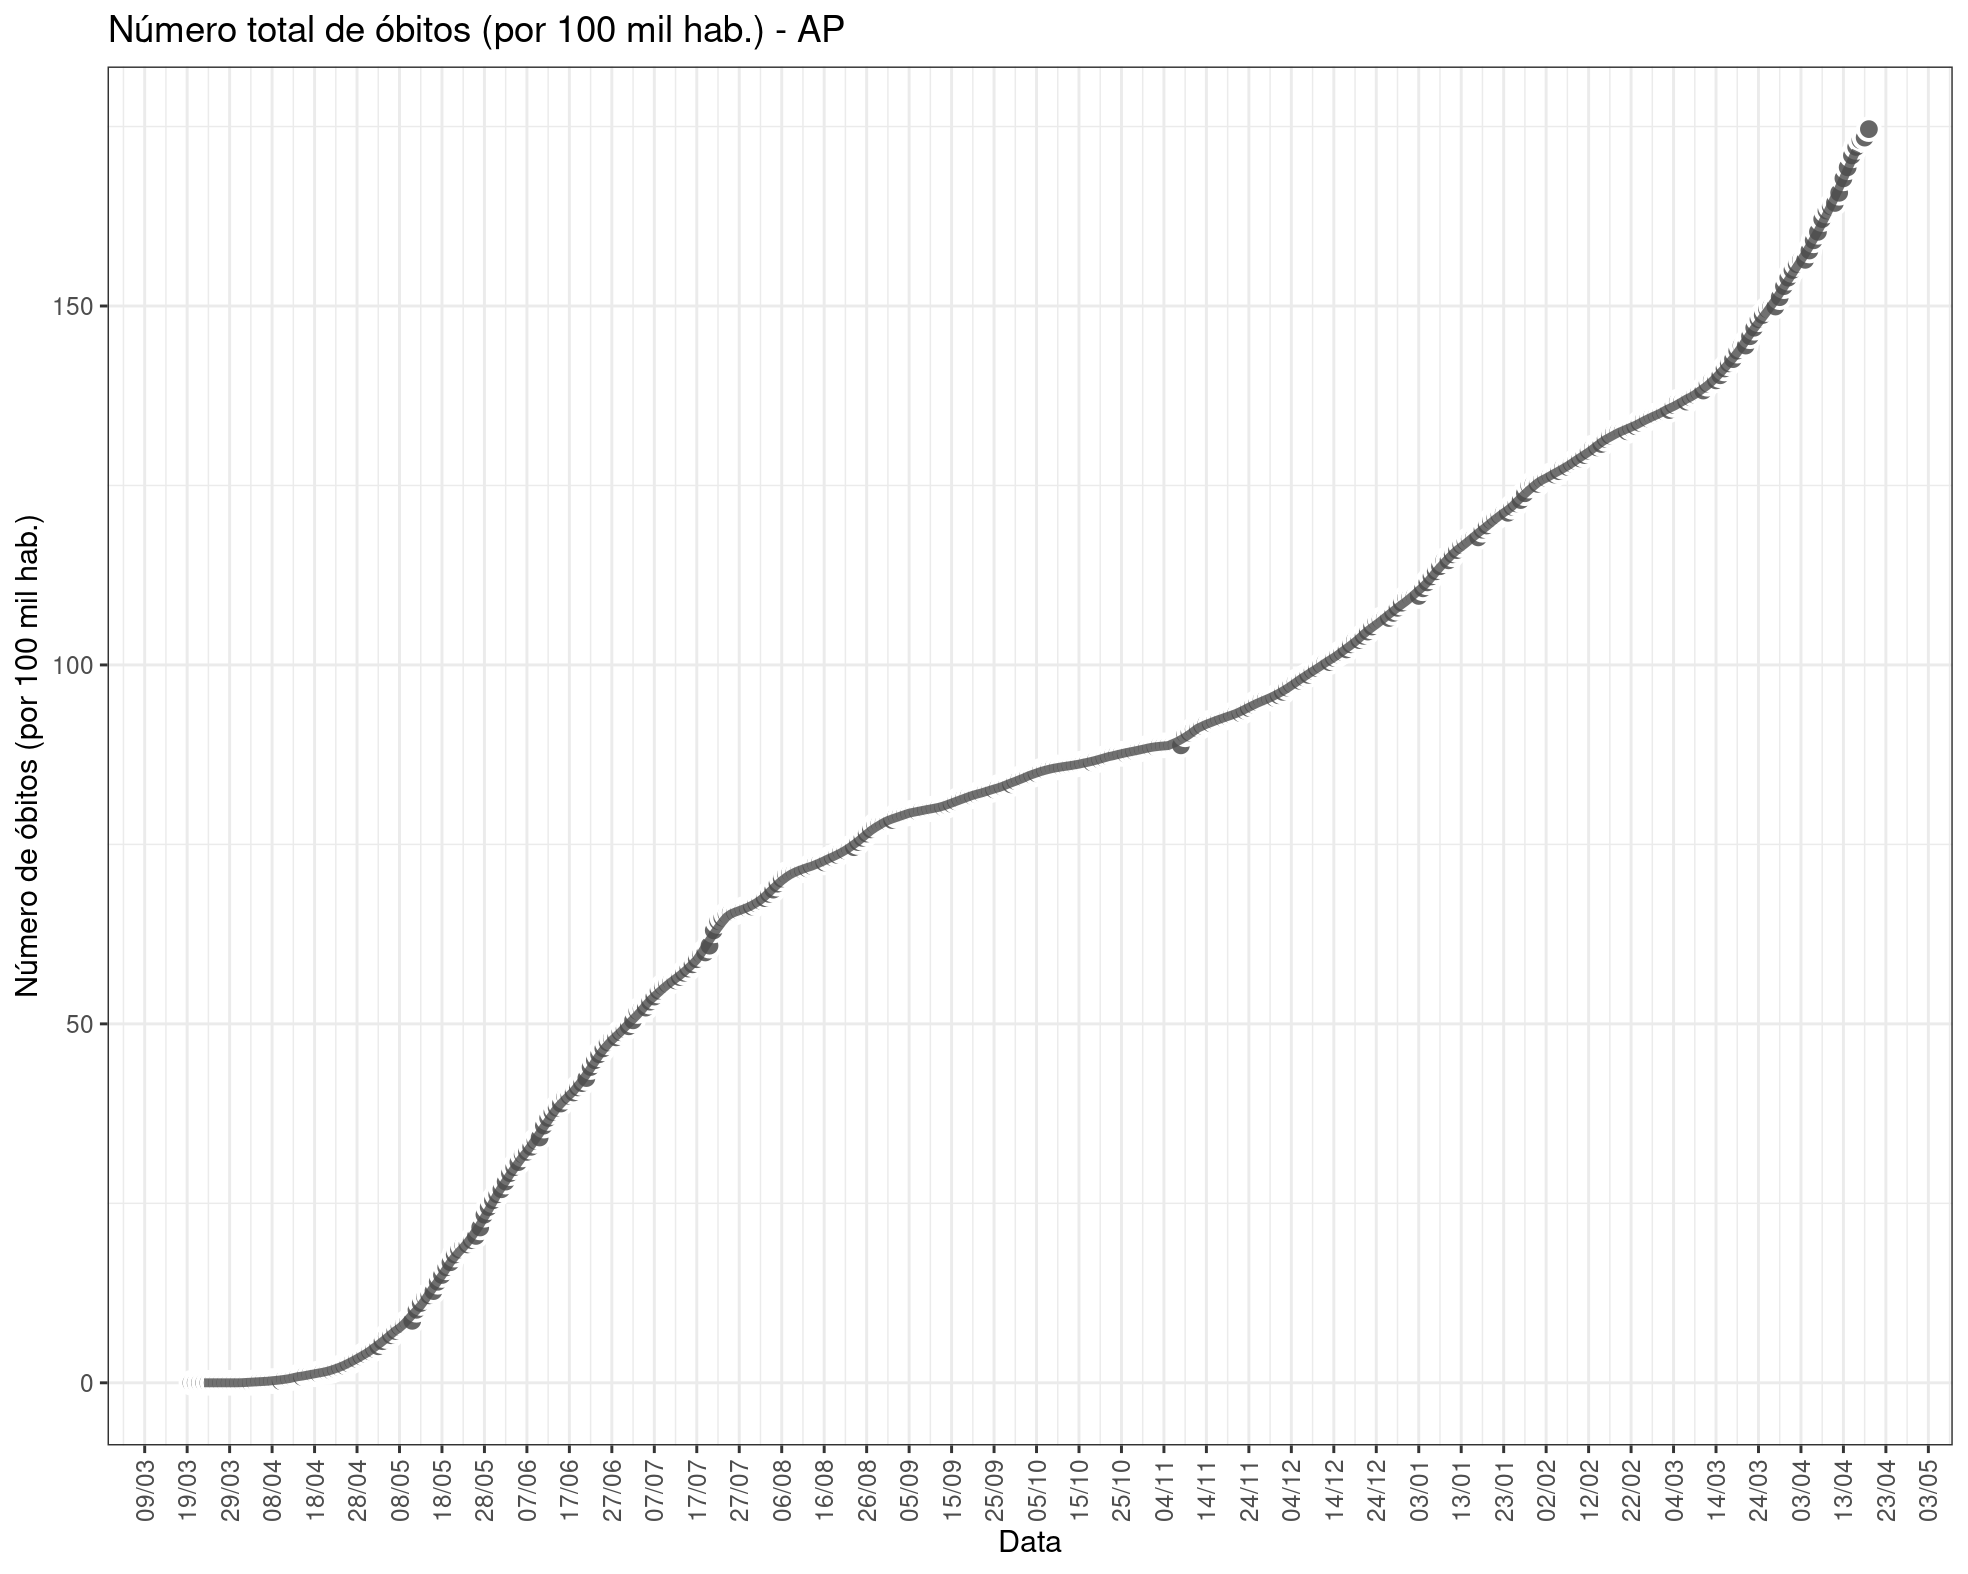 Número total de óbitos (por 100 mil hab.) - AP
Número de óbitos (por 100 mil hab.)
150
100
50
0
09/03 19/03 29/03 08/04 18/04 28/04 08/05 18/05 28/05 07/06 17/06 27/06 07/07 17/07 27/07 06/08 16/08 26/08 05/09 15/09 25/09 05/10 15/10 25/10 04/11 14/11 24/11 04/12 14/12 24/12 03/01 13/01 23/01 02/02 12/02 22/02 04/03 14/03 24/03 03/04 13/04 23/04 03/05
Data